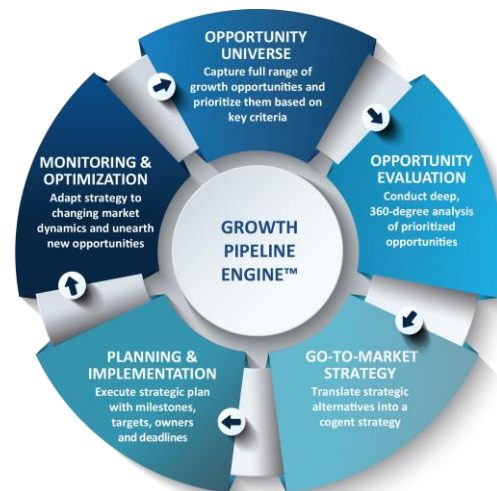 OPPORTUNITY
UNIVERSE
Capture full range of
growth opportunities and
prioritize them based on
key criteria
OPPORTUNITY
EVALUATION
Conduct deep,
360-degree analysis
of prioritized
opportunities
GO-TO-MARKET
STRATEGY
Translate strategic
alternatives into a
cogent strategy
PLANNING &
IMPLEMENTATION
Execute strategic plan
with milestones,
targets, owners
and deadlines
MONITORING &
OPTIMIZATION
Adapt strategy to
changing market
dynamics and unearth
new opportunities
GROWTH
PIPELINE
ENGINE™